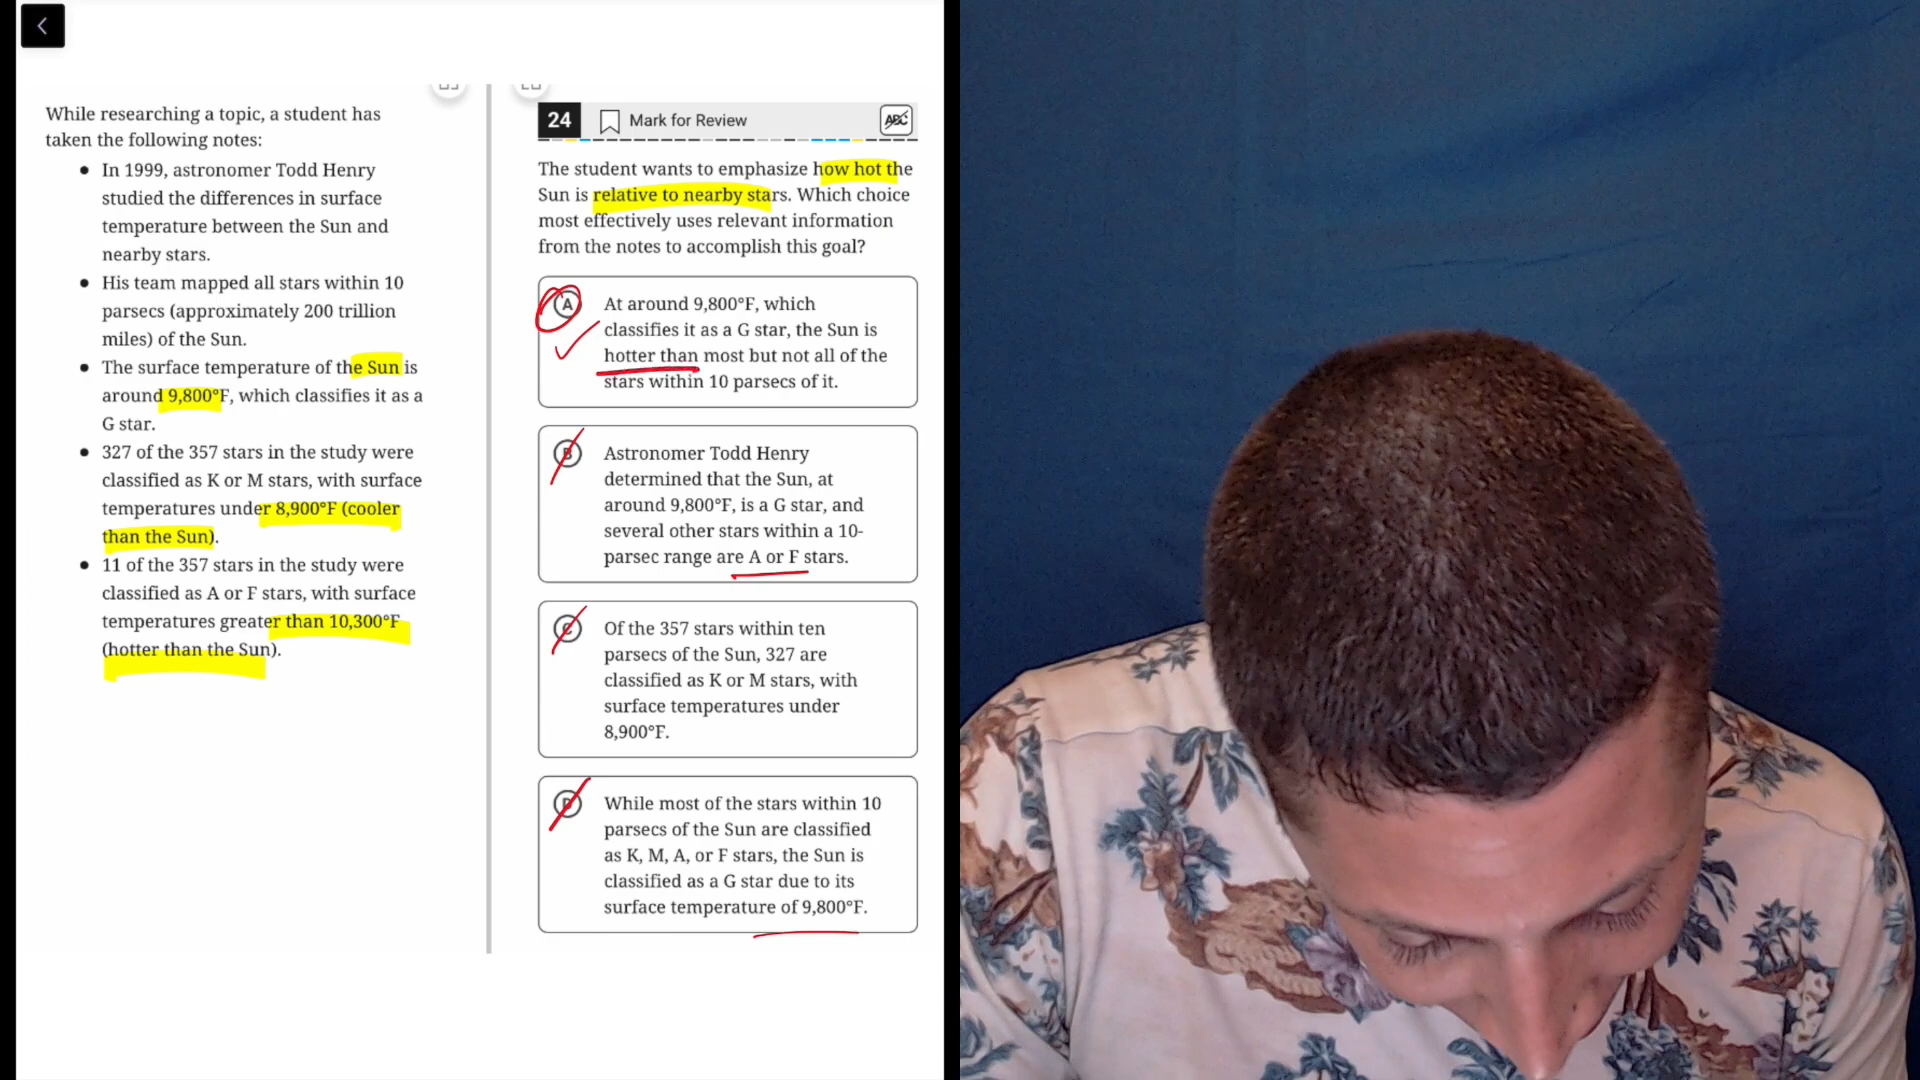 While researching a topic, a student has
taken the following notes:
In 1999, astronomer Todd Henry
studied the differences in surface
temperature between the Sun and
nearby stars.
His team mapped all stars within 10
parsecs (approximately 200 trillion
miles) of the Sun.
The surface temperature of the Sun is
around 9,800°F, which classifies it as a
G star.
327 of the 357 stars in the study were
classified as K or M stars, with surface
temperatures under 8,900°F (cooler
than the Sun).
11 of the 357 stars in the study were
classified as A or F stars, with surface
temperatures greater than 10,300°F
(hotter than the Sun).
24 Mark for Review ABC
The student wants to emphasize how hot the
Sun is relative to nearby stars. Which choice
most effectively uses relevant information
from the notes to accomplish this goal?
A At around 9,800°F, which
classifies it as a G star, the Sun is
hotter than most but not all of the
stars within 10 parsecs of it.
B Astronomer Todd Henry
determined that the Sun, at
around 9,800°F, is a G star, and
several other stars within a 10-
parsec range are A or F stars.
C Of the 357 stars within ten
parsecs of the Sun, 327 are
classified as K or M stars, with
surface temperatures under
8,900°F.
D While most of the stars within 10
parsecs of the Sun are classified
as K, M, A, or F stars, the Sun is
classified as a G star due to its
surface temperature of 9,800°F.